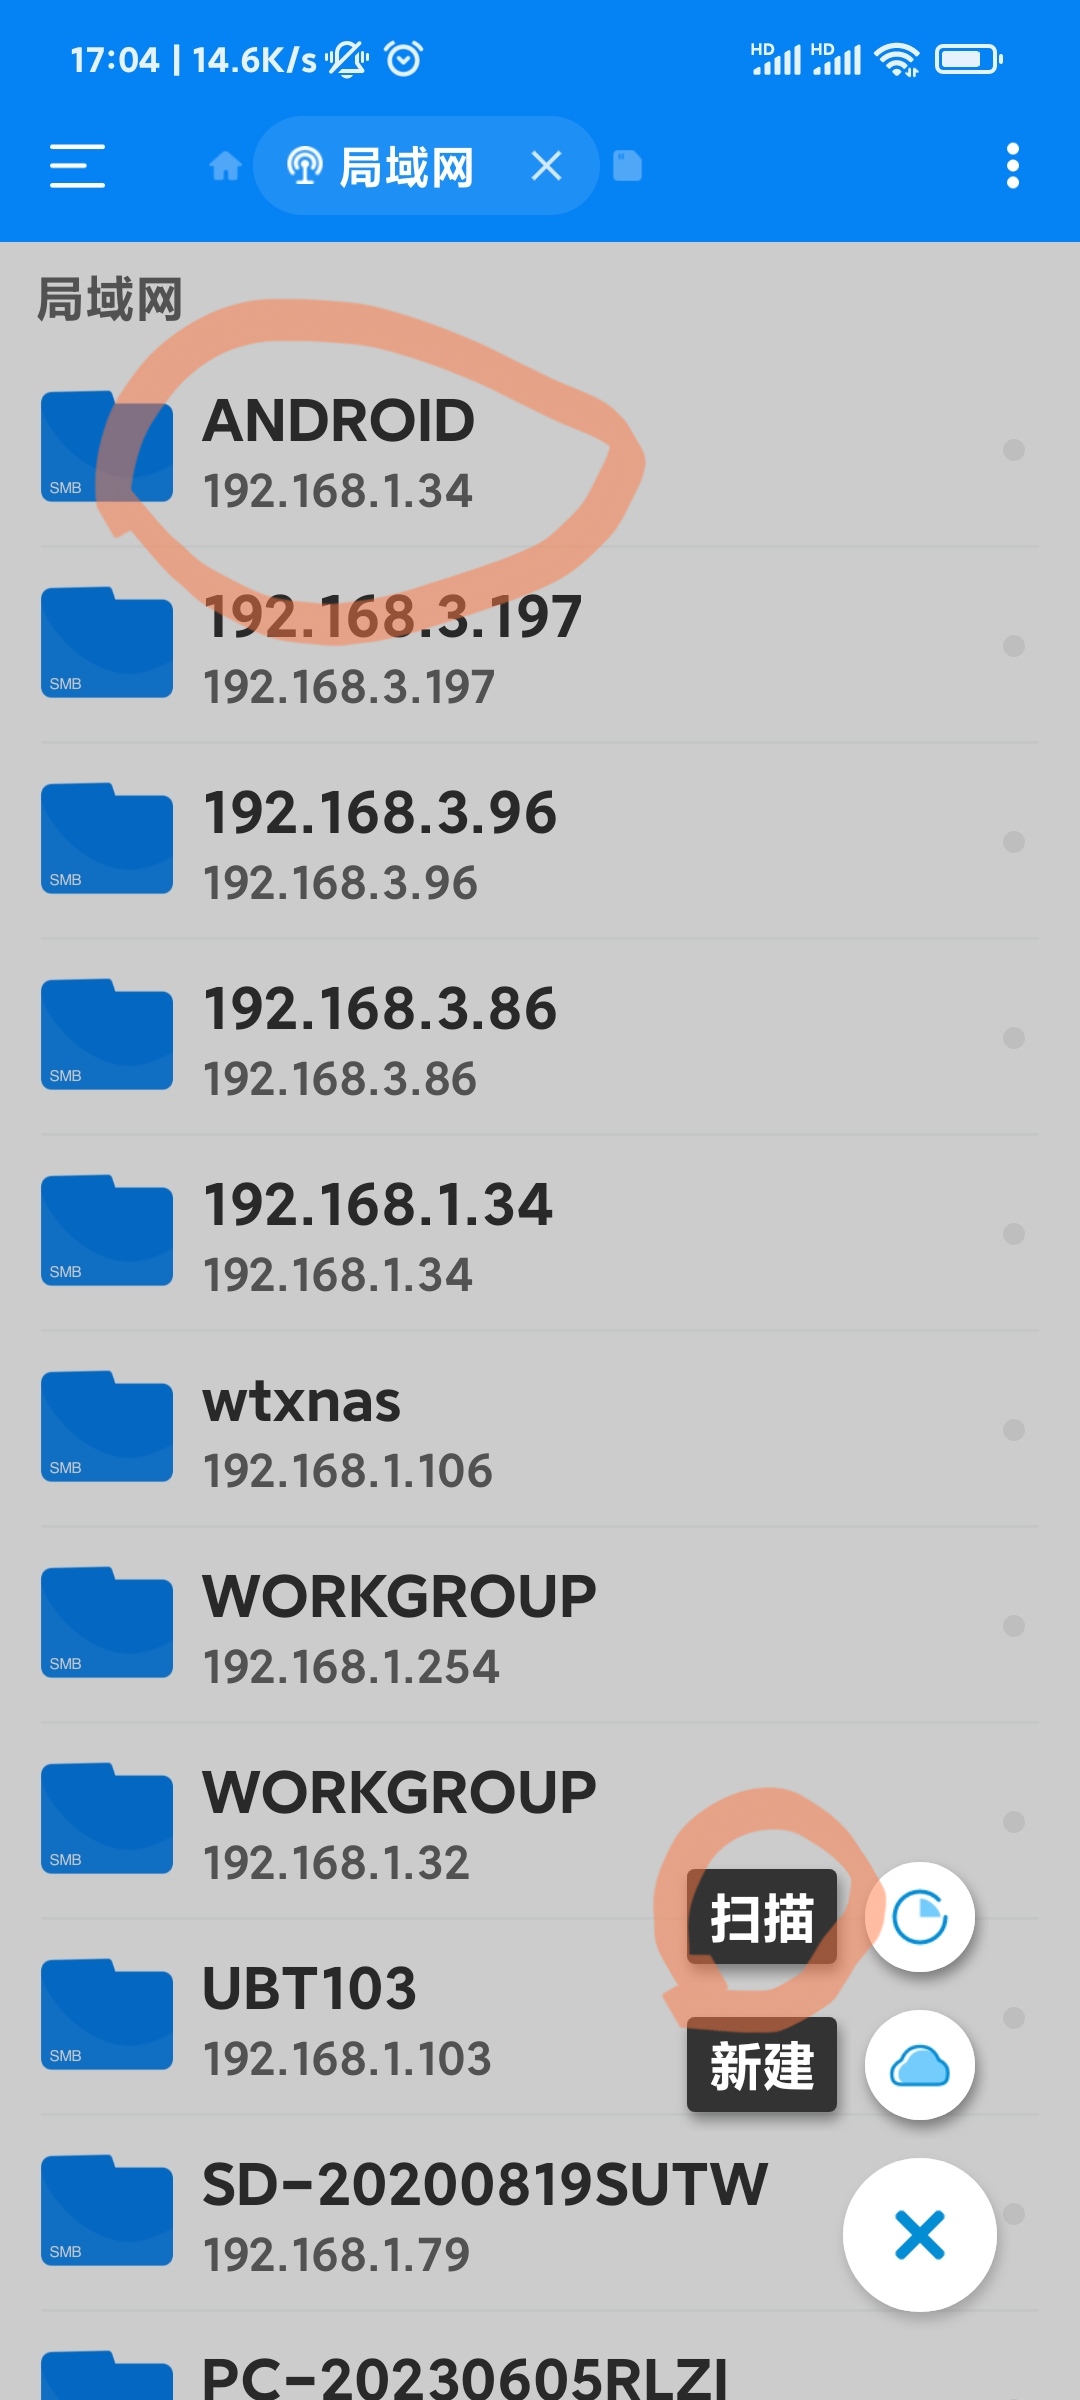 17:04 | 14.6K/s HD HD
局域网
局域网
ANDROID
SMB
192.168.1.34
192.168.3.197
SMB
192.168.3.197
192.168.3.96
SMB
192.168.3.96
192.168.3.86
SMB
192.168.3.86
192.168.1.34
SMB
192.168.1.34
wtxnas
SMB
192.168.1.106
WORKGROUP
SMB
192.168.1.254
WORKGROUP
SMB
192.168.1.32
扫描
UBT103
SMB
192.168.1.103
新建
SD-20200819SUTW
SMB
192.168.1.79
PC-20230605RLZI